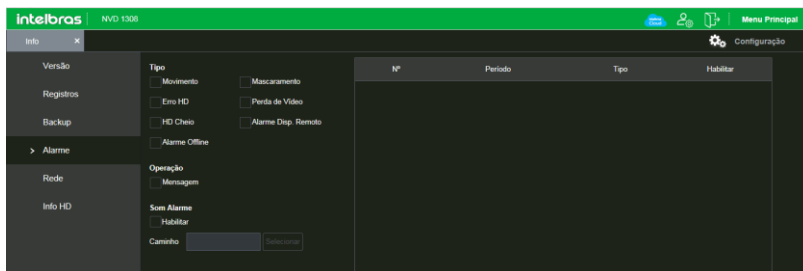 intelbras NVD 1308 Menu Principal
Info × Configuração
Versão
Registros
Backup
> Alarme
Rede
Info HD
Tipo
Movimento Mascaramento
Erro HD Perda de Vídeo
HD Cheio Alarme Disp. Remoto
Alarme Offline
Operação
Mensagem
Som Alarme
Habilitar
Caminho Selecionar
Nº Período Tipo Habilitar